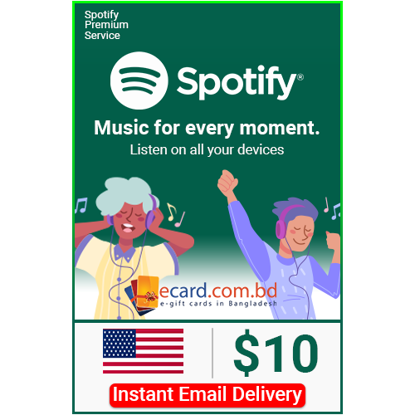 Spotify
Premium
Service
Spotify®
Music for every moment.
Listen on all your devices
ecard.com.bd
e-gift cards in Bangladesh
$10
Instant Email Delivery